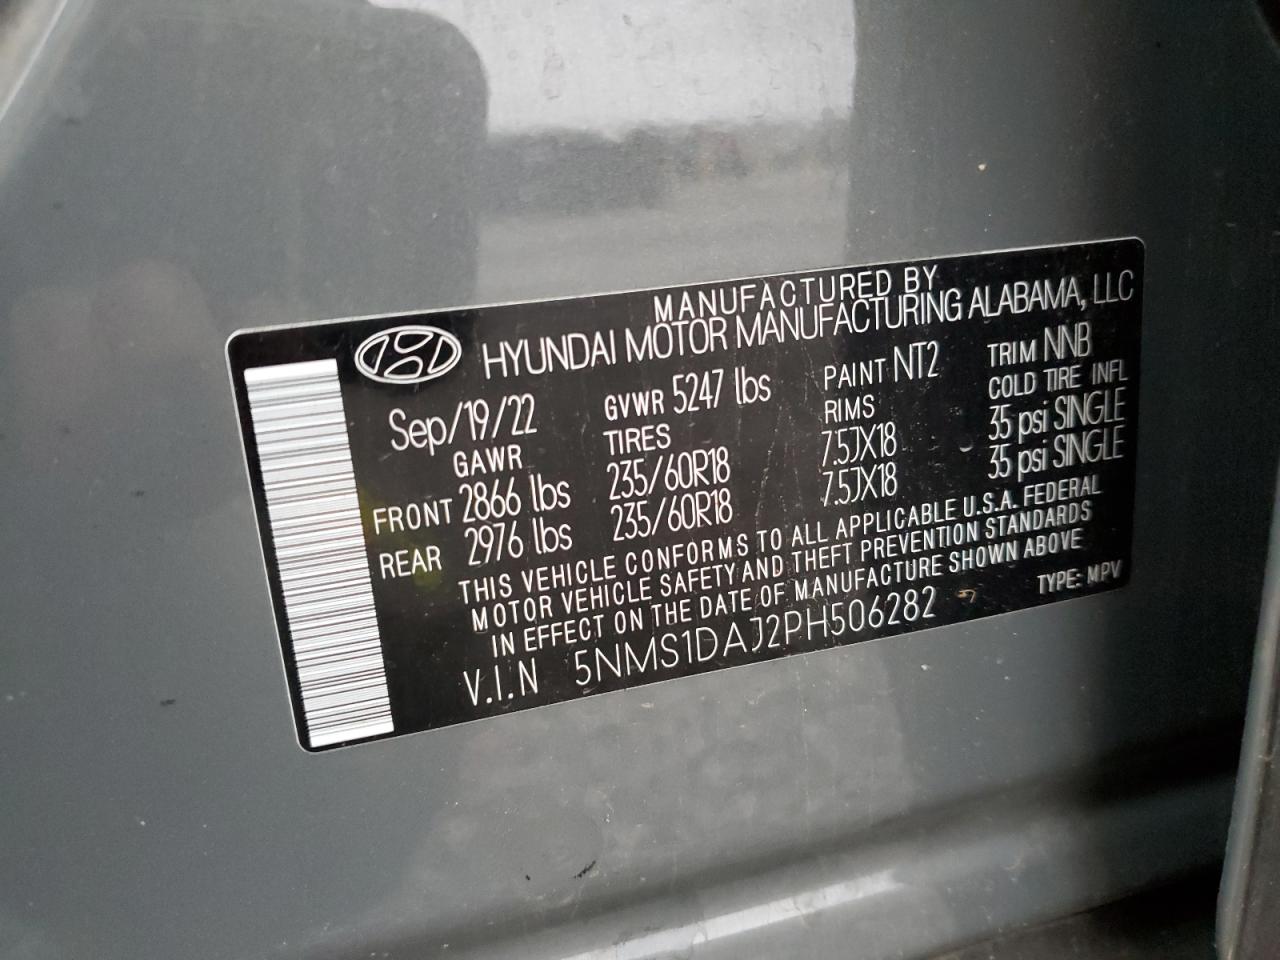 MANUFACTURED BY
HYUNDAI MOTOR MANUFACTURING ALABAMA, LLC
Sep/19/22 GVWR 5247 lbs PAINT NT2 TRIM NNB
GAWR TIRES RIMS COLD TIRE INFL
FRONT 2866 lbs 235/60R18 7.5JX18 35 psi SINGLE
REAR 2976 lbs 235/60R18 7.5JX18 35 psi SINGLE
THIS VEHICLE CONFORMS TO ALL APPLICABLE U.S.A. FEDERAL
MOTOR VEHICLE SAFETY AND THEFT PREVENTION STANDARDS
IN EFFECT ON THE DATE OF MANUFACTURE SHOWN ABOVE
V.I.N 5NMS1DAJ2PH506282 TYPE: MPV